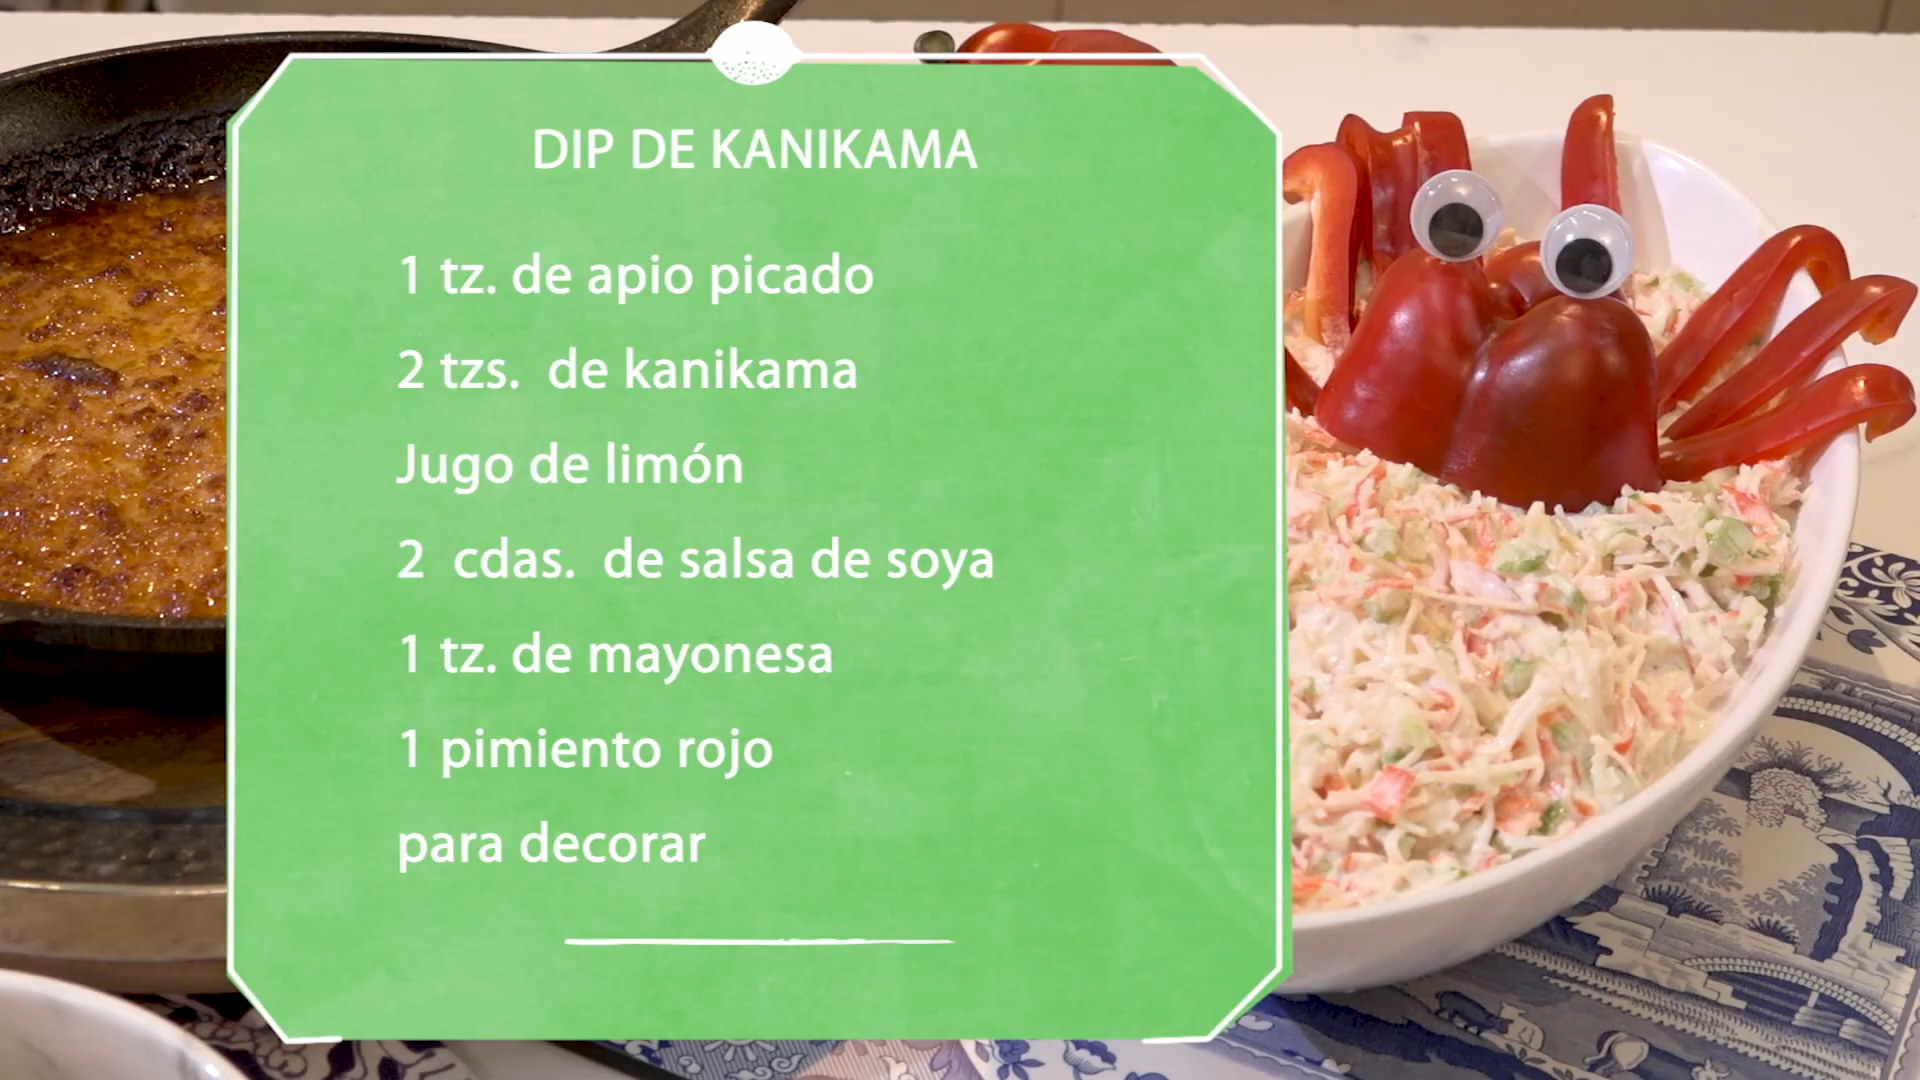 DIP DE KANIKAMA
1 tz. de apio picado
2 tzs. de kanikama
Jugo de limón
2 cdas. de salsa de soya
1 tz. de mayonesa
1 pimiento rojo
para decorar